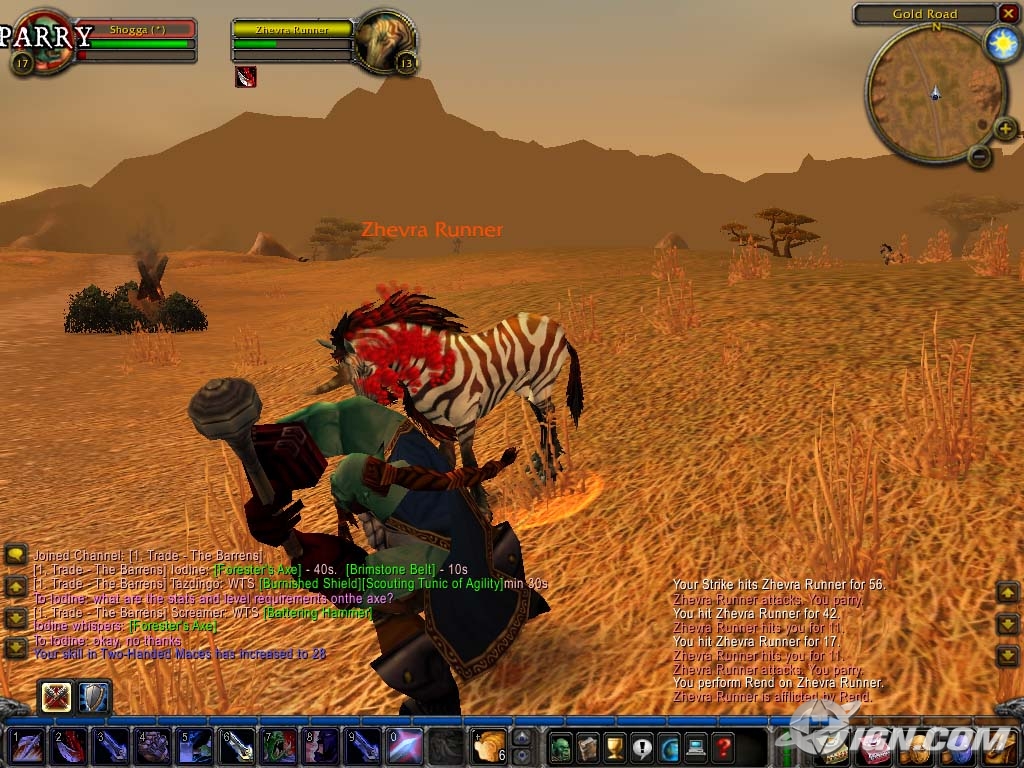 PARRY
Shogga (*)
17
Zhevra Runner
13
Gold Road
N
Zhevra Runner
Joined Channel: [1. Trade - The Barrens]
[1. Trade - The Barrens] Iodine: [Forester's Axe] - 40s. [Brimstone Belt] - 10s
[1. Trade - The Barrens] Tazdingo: WTS [Burnished Shield][Scouting Tunic of Agility]min 30s
To Iodine: what are the stats and level requirements onthe axe?
[1. Trade - The Barrens] Screamer: WTS [Battering Hammer]
Iodine whispers: [Forester's Axe]
To Iodine: okay, no thanks
Your skill in Two-Handed Maces has increased to 28.
Your Strike hits Zhevra Runner for 56.
Zhevra Runner attacks. You parry.
You hit Zhevra Runner for 42.
Zhevra Runner hits you for 11.
You hit Zhevra Runner for 17.
Zhevra Runner hits you for 11.
Zhevra Runner attacks. You parry.
You perform Rend on Zhevra Runner.
Zhevra Runner is afflicted by Rend.
1 2 3 4 5 6 7 8 9 0 + 6
IGN.COM